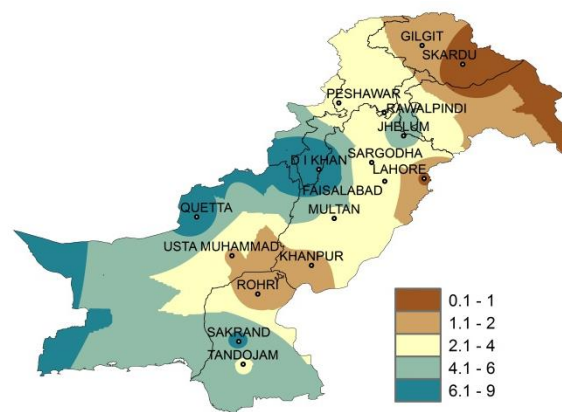 GILGIT
SKARDU
PESHAWAR
RAWALPINDI
JHELUM
SARGODHA
D I KHAN
LAHORE
FAISALABAD
QUETTA
MULTAN
USTA MUHAMMAD
KHANPUR
ROHRI
SAKRAND
TANDOJAM
0.1 - 1
1.1 - 2
2.1 - 4
4.1 - 6
6.1 - 9